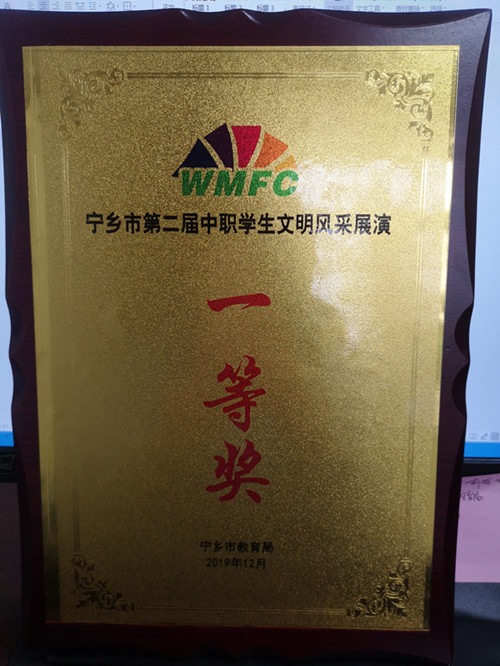 WMFC
宁乡市第二届中职学生文明风采展演
一
等
奖
宁乡市教育局
2019年12月